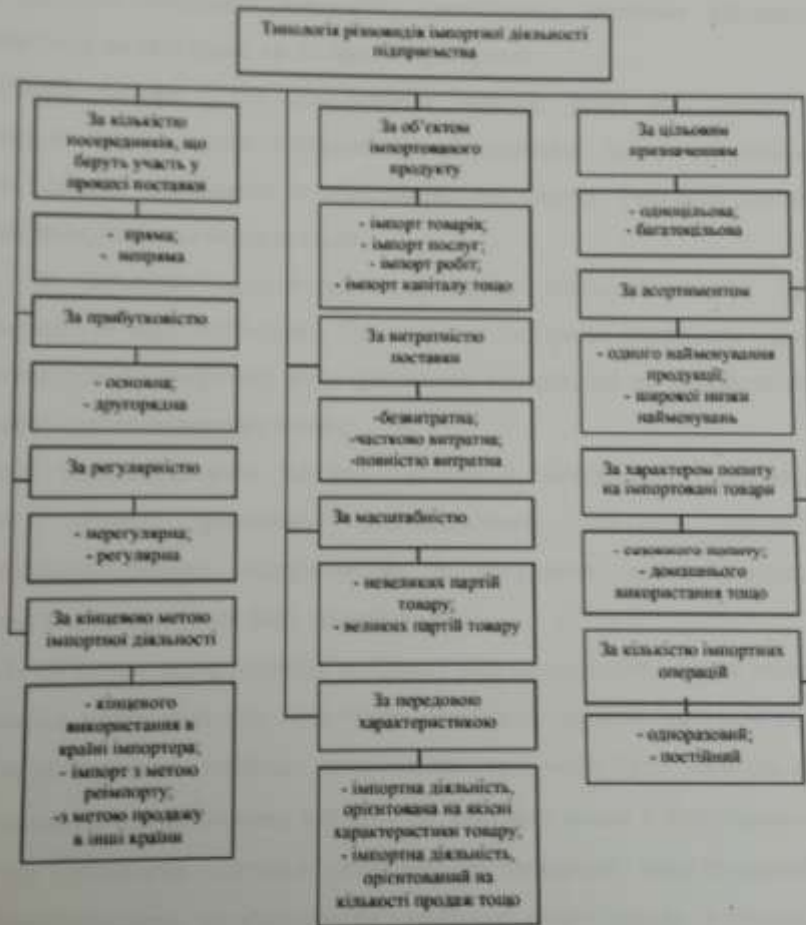 Типологія різновидів імпортної діяльності
підприємства
За кількістю
посередників, що
беруть участь у
процесі поставки
- пряма;
- непряма
За прибутковістю
- основна;
- другорядна
За регулярністю
- нерегулярна;
- регулярна
За кінцевою метою
імпортної діяльності
- кінцевого
використання в
країні імпортера;
- імпорт з метою
реімпорту;
-з метою продажу
в інші країни
За об'єктом
імпортованого
продукту
- імпорт товарів;
- імпорт послуг;
- імпорт робіт;
- імпорт капіталу тощо
За витратністю
поставки
-безвитратна;
-частково витратна;
-повністю витратна
За масштабністю
- невеликих партій
товару;
- великих партій товару
За передовою
характеристикою
- імпортна діяльність,
орієнтована на якісні
характеристики товару;
- імпортна діяльність,
орієнтований на
кількості продаж тощо
За цільовим
призначенням
- одноцільова;
- багатоцільова
За асортиментом
- одного найменування
продукції;
- широкої низки
найменувань
За характером попиту
на імпортовані товари
- сезонного попиту;
- домашнього
використання тощо
За кількістю імпортних
операцій
- одноразовий;
- постійний